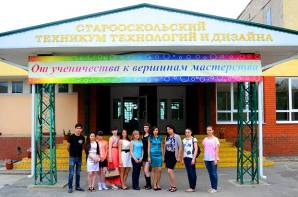 СТАРООСКОЛЬСКИЙ
ТЕХНИКУМ ТЕХНОЛОГИЙ И ДИЗАЙНА
От ученичества к вершинам мастерства